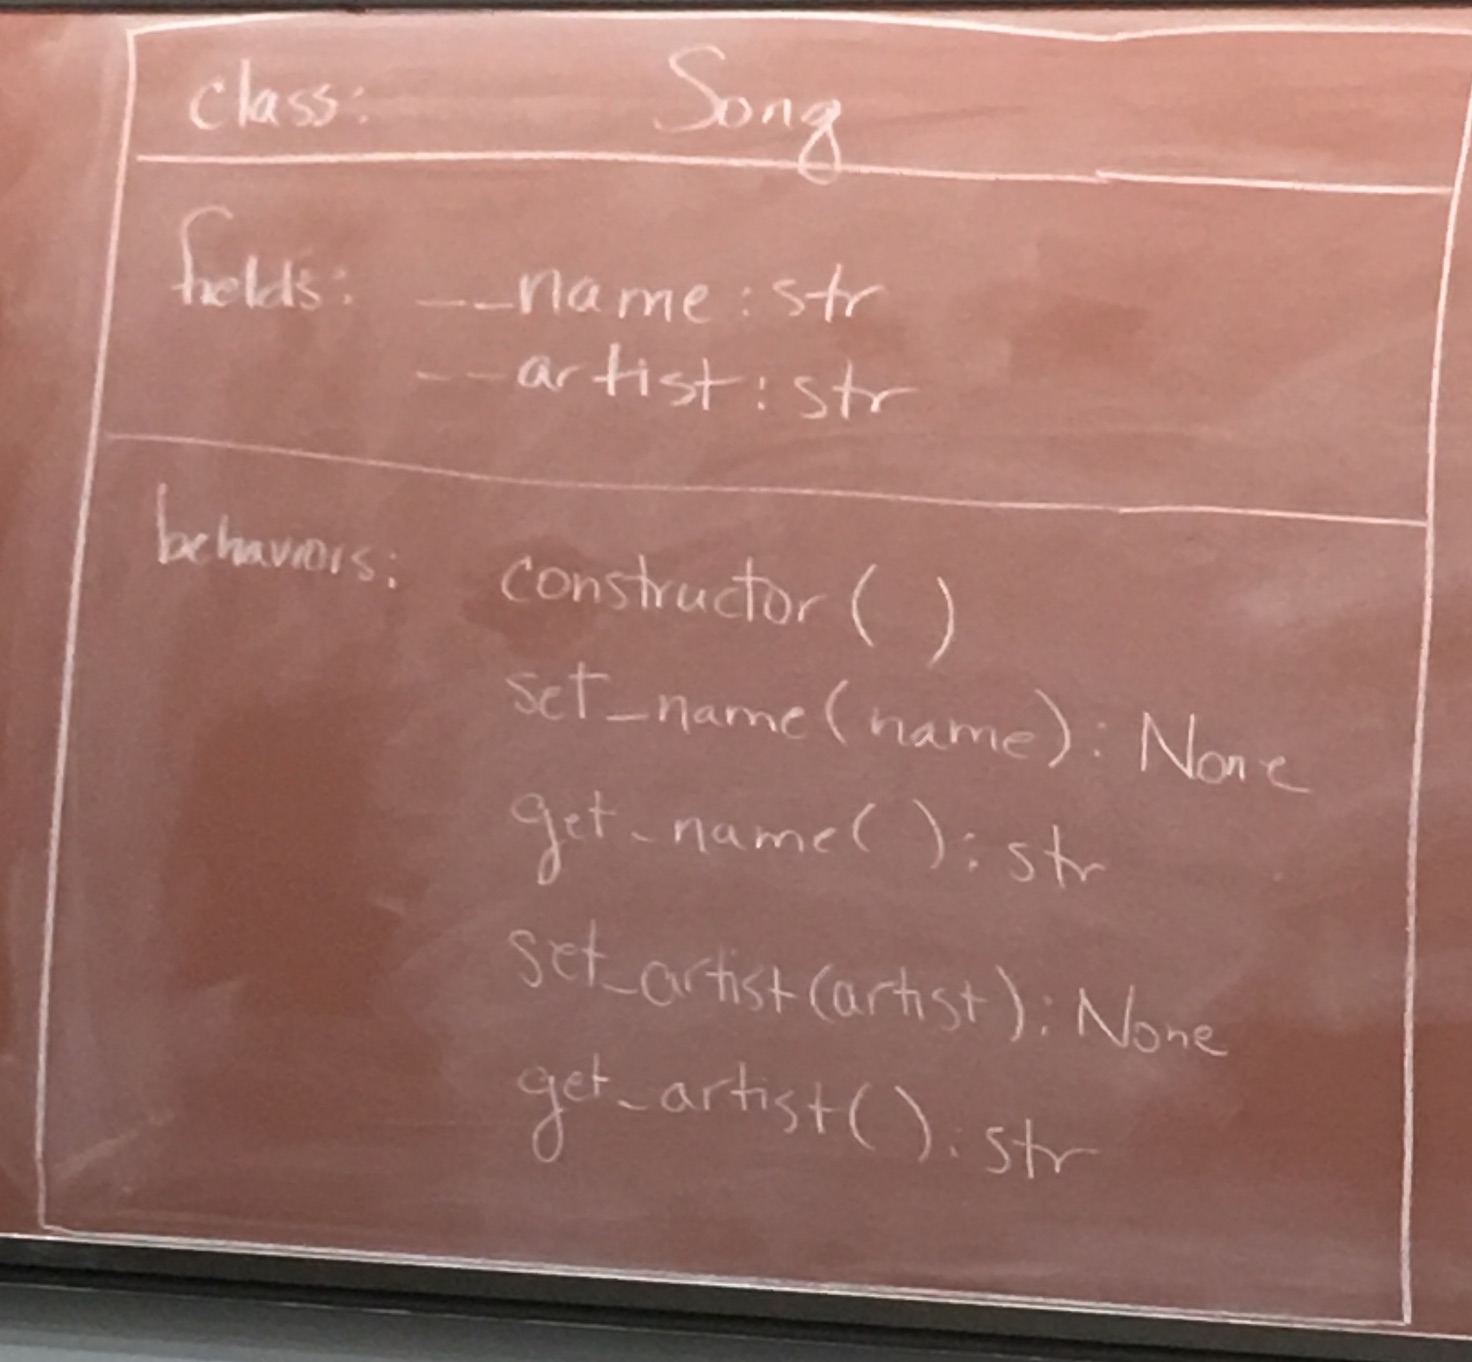 class: Song
fields: __name: str
__artist: str
behaviors: constructor( )
set_name(name): None
get_name( ): str
set_artist(artist): None
get_artist( ): str